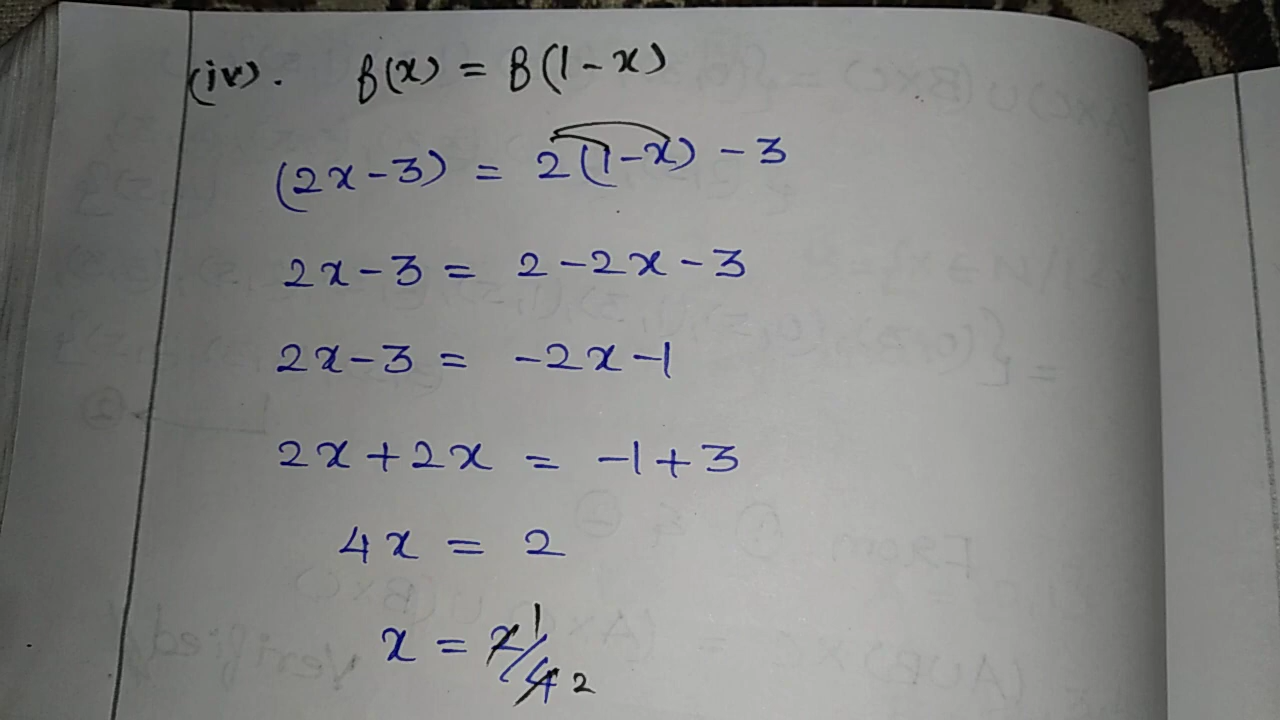 (iv). f(x) = f(1-x)
(2x-3) = 2(1-x) - 3
2x-3 = 2-2x-3
2x-3 = -2x-1
2x+2x = -1+3
4x = 2
x = 2/4 1 2